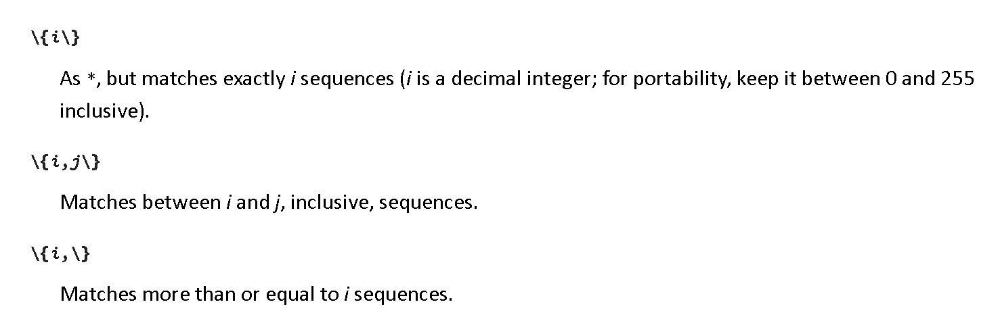 \{i\}
As *, but matches exactly i sequences (i is a decimal integer; for portability, keep it between 0 and 255
inclusive).
\{i,j\}
Matches between i and j, inclusive, sequences.
\{i,\}
Matches more than or equal to i sequences.